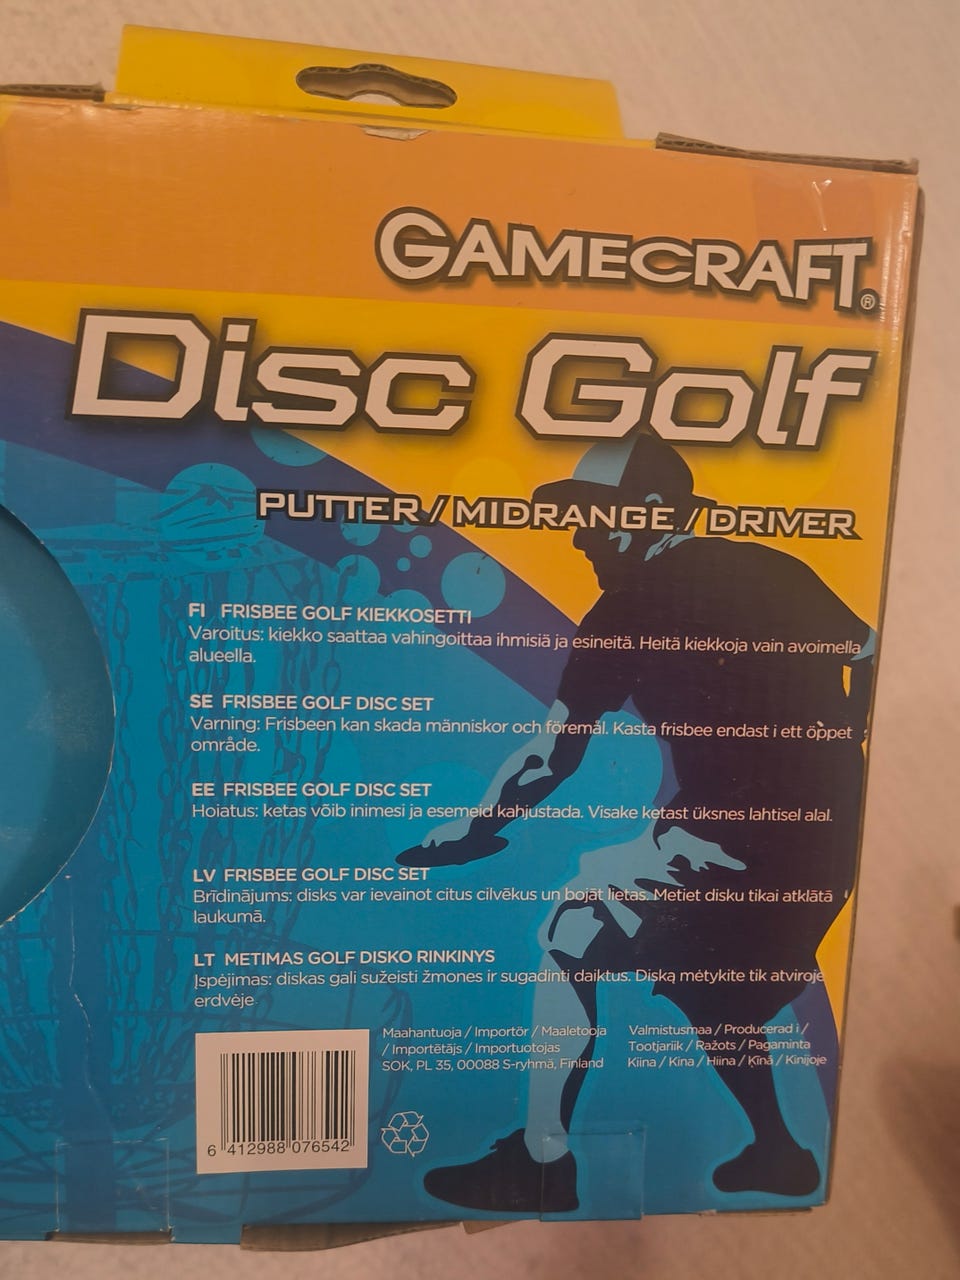 GAMECRAFT®
Disc Golf
PUTTER / MIDRANGE / DRIVER
FI FRISBEE GOLF KIEKKOSETTI
Varoitus: kiekko saattaa vahingoittaa ihmisiä ja esineitä. Heitä kiekkoja vain avoimella
alueella.
SE FRISBEE GOLF DISC SET
Varning: Frisbeen kan skada människor och föremål. Kasta frisbee endast i ett öppet
område.
EE FRISBEE GOLF DISC SET
Hoiatus: ketas võib inimesi ja esemeid kahjustada. Visake ketast üksnes lahtisel alal.
LV FRISBEE GOLF DISC SET
Brīdinājums: disks var ievainot citus cilvēkus un bojāt lietas. Metiet disku tikai atklātā
laukumā.
LT METIMAS GOLF DISKO RINKINYS
Įspėjimas: diskas gali sužeisti žmones ir sugadinti daiktus. Diską mėtykite tik atviroje
erdvėje.
Maahantuoja / Importör / Maaletooja
/ Importētājs / Importuotojas
SOK, PL 35, 00088 S-ryhmä, Finland
Valmistusmaa / Producerad i /
Tootjariik / Ražots / Pagaminta
Kiina / Kina / Hiina / Ķīnā / Kinijoje
6 412988 076542